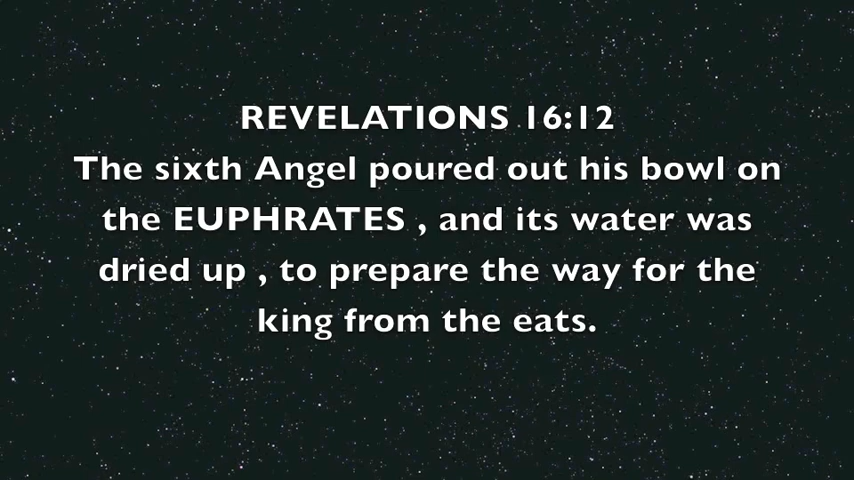 REVELATIONS 16:12
The sixth Angel poured out his bowl on
the EUPHRATES , and its water was
dried up , to prepare the way for the
king from the eats.